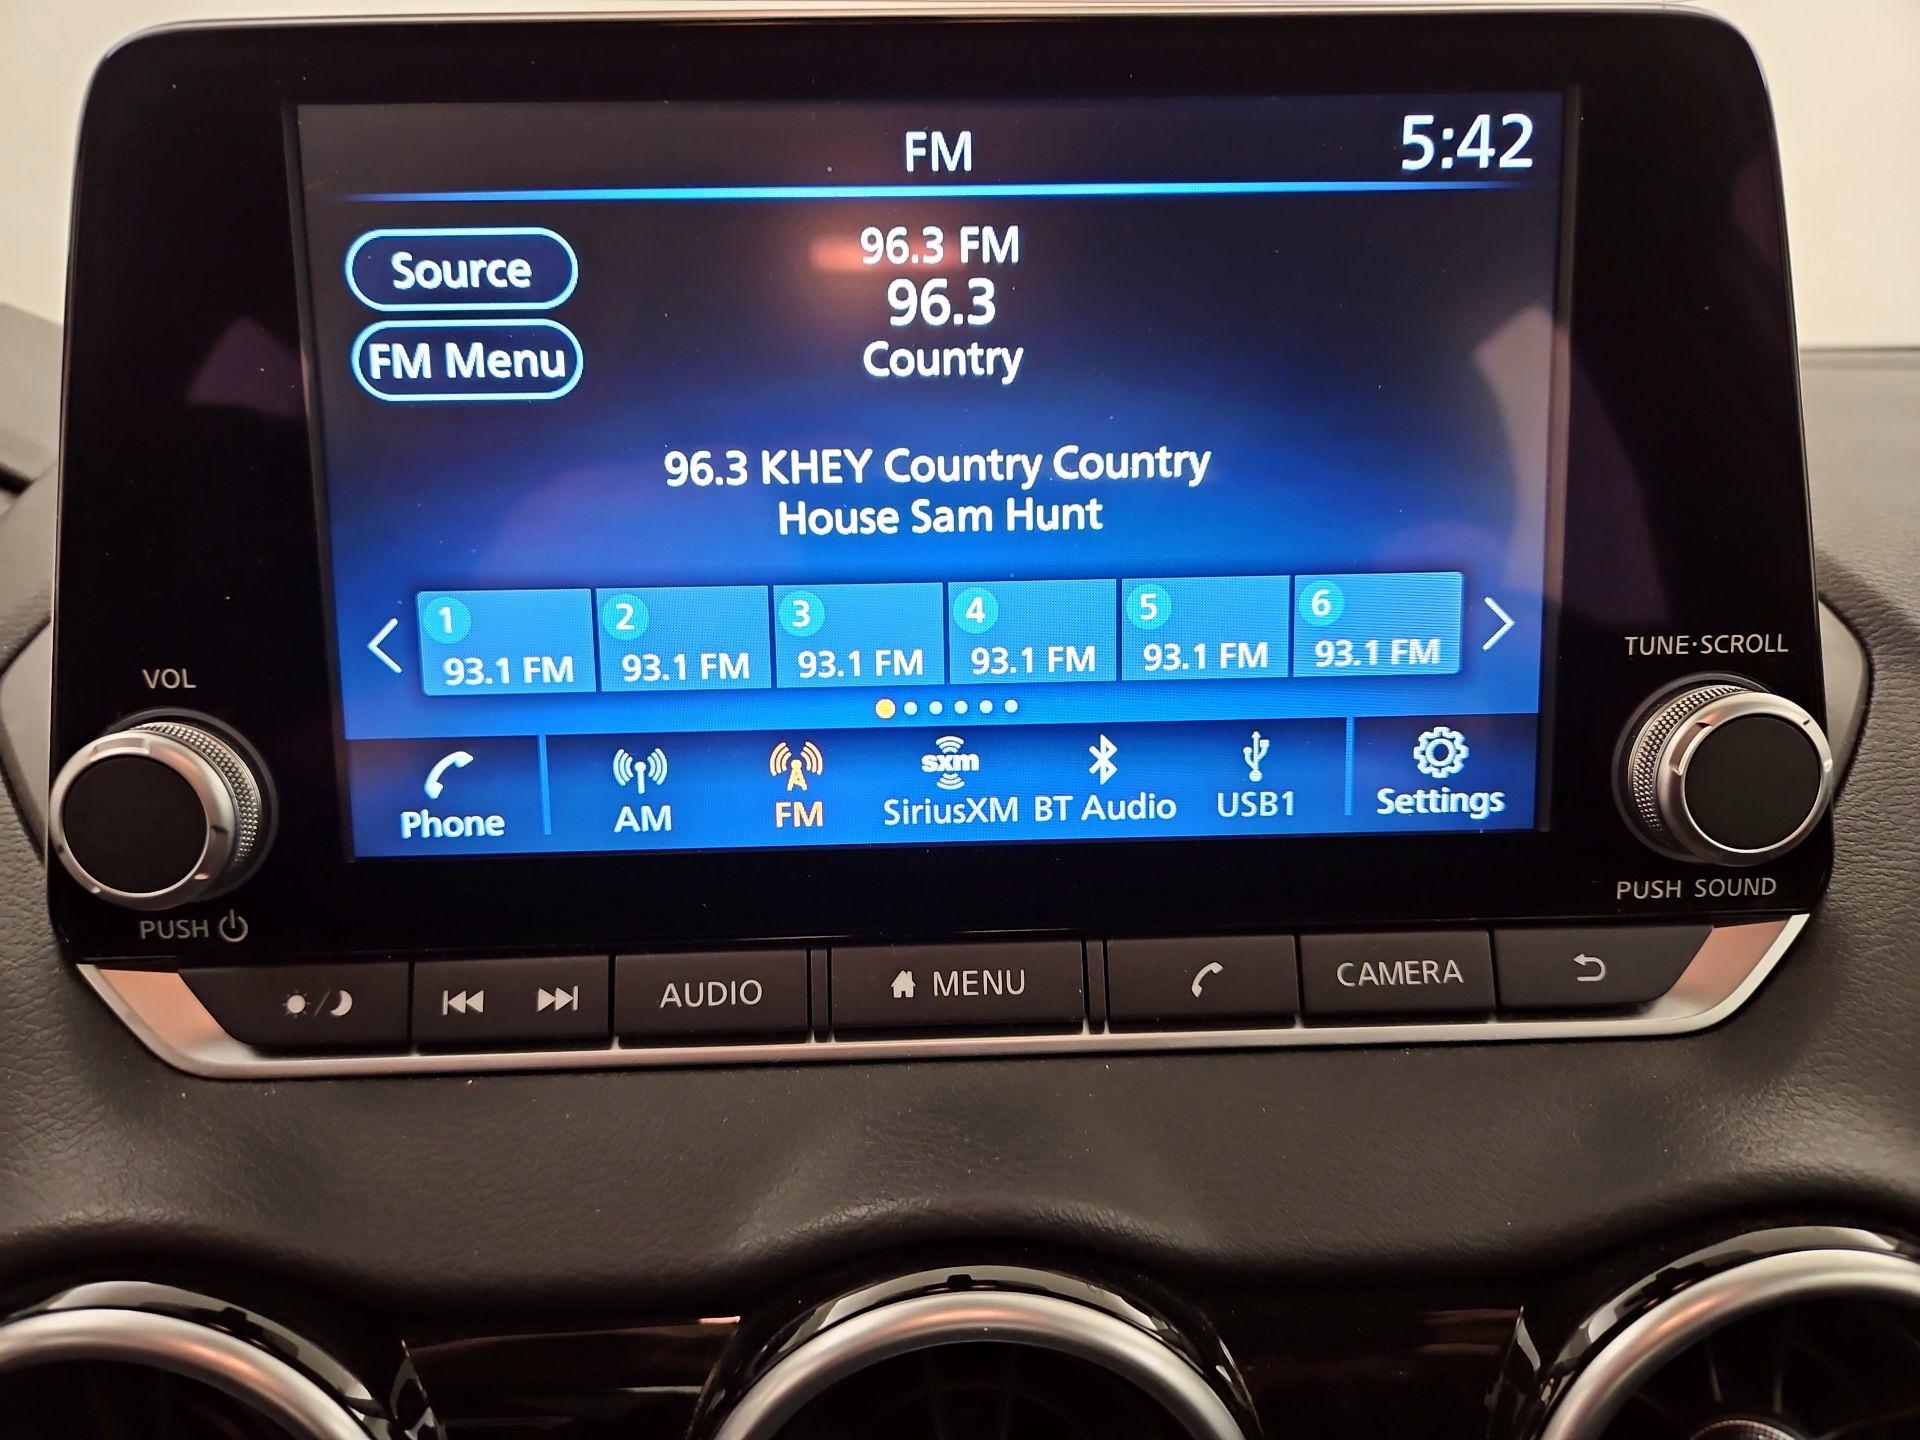 FM
5:42
Source
96.3 FM
96.3
FM Menu
Country
96.3 KHEY Country Country
House Sam Hunt
1 2 3 4 5 6
93.1 FM 93.1 FM 93.1 FM 93.1 FM 93.1 FM 93.1 FM
sxm
Phone AM FM SiriusXM BT Audio USB1 Settings
VOL
TUNE·SCROLL
PUSH
PUSH SOUND
AUDIO
MENU
CAMERA